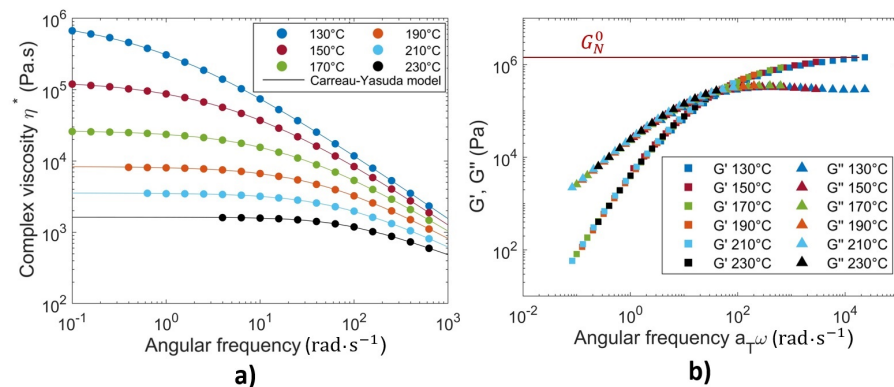 a)
Complex viscosity η* (Pa.s)
10^6
10^5
10^4
10^3
10^2
130°C 190°C
150°C 210°C
170°C 230°C
Carreau-Yasuda model
10^-1 10^0 10^1 10^2 10^3
Angular frequency (rad·s⁻¹)
a)
b)
G', G'' (Pa)
10^6
10^4
10^2
G_N^0
G' 130°C G'' 130°C
G' 150°C G'' 150°C
G' 170°C G'' 170°C
G' 190°C G'' 190°C
G' 210°C G'' 210°C
G' 230°C G'' 230°C
10^-2 10^0 10^2 10^4
Angular frequency a_Tω (rad·s⁻¹)
b)